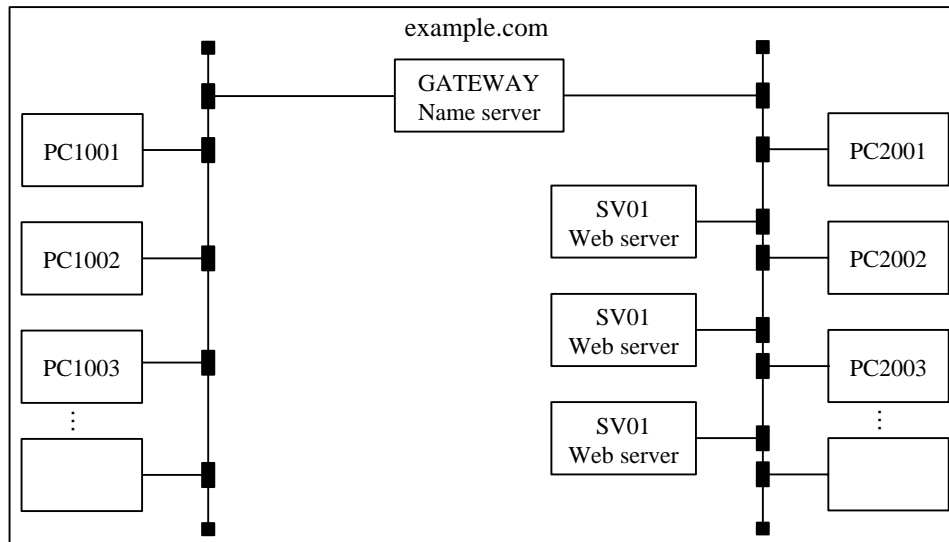 example.com
GATEWAY
Name server
PC1001
PC2001
SV01
Web server
PC1002
PC2002
SV01
Web server
PC1003
PC2003
SV01
Web server